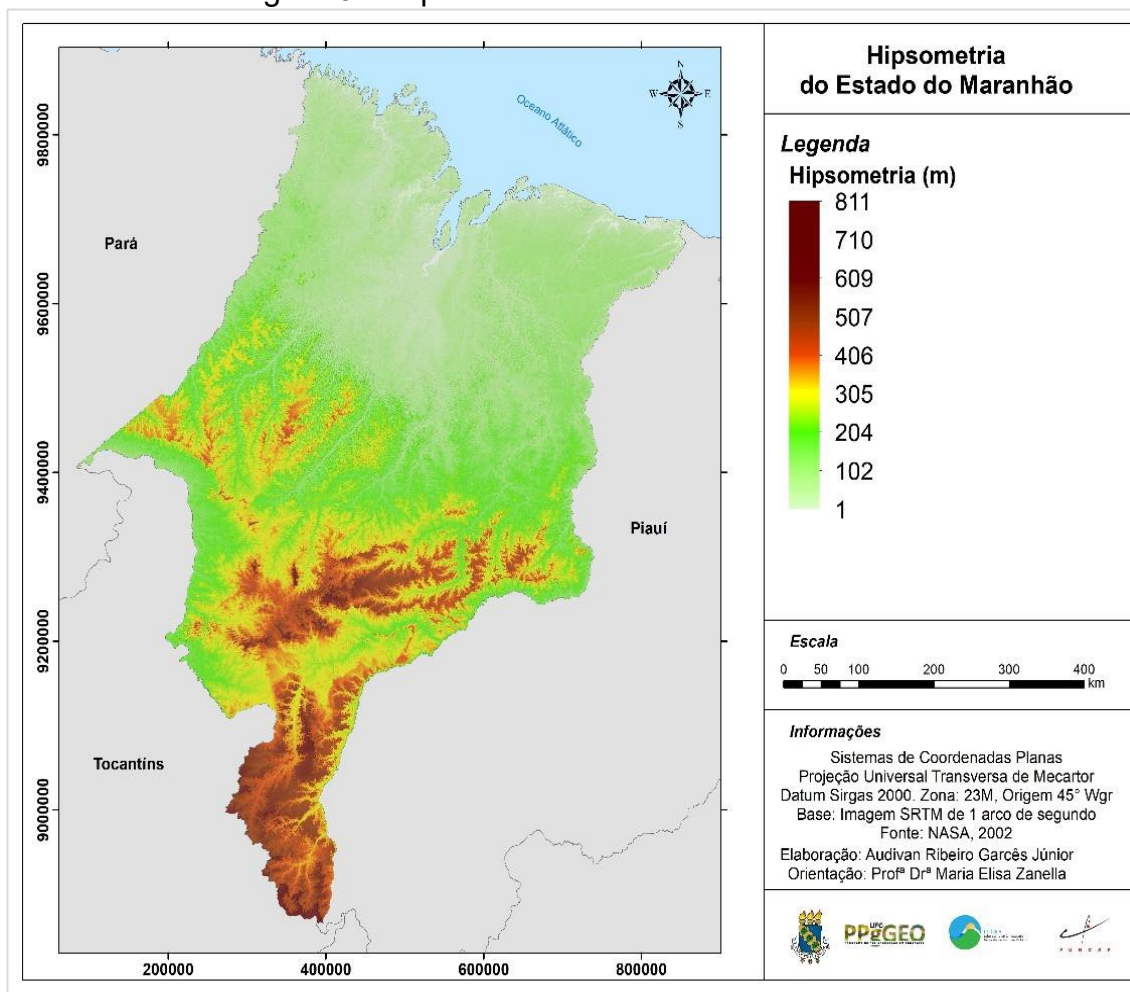 Hipsometria
do Estado do Maranhão
Legenda
Hipsometria (m)
811
710
609
507
406
305
204
102
1
Escala
0 50 100 200 300 400
km
Informações
Sistemas de Coordenadas Planas
Projeção Universal Transversa de Mecartor
Datum Sirgas 2000. Zona: 23M, Origem 45° Wgr
Base: Imagem SRTM de 1 arco de segundo
Fonte: NASA, 2002
Elaboração: Audivan Ribeiro Garcês Júnior
Orientação: Profª Drª Maria Elisa Zanella
UFC
PPgGEO
FUNCAP
N
W E
S
Oceano Atlático
Pará
Piauí
Tocantíns
9800000
9600000
9400000
9200000
9000000
200000 400000 600000 800000